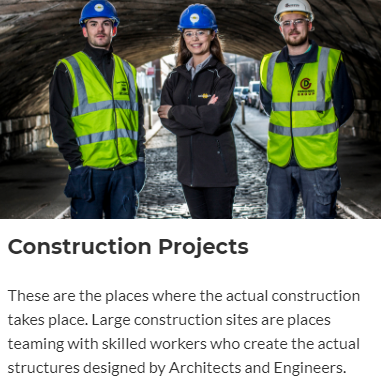 Construction Projects
These are the places where the actual construction
takes place. Large construction sites are places
teaming with skilled workers who create the actual
structures designed by Architects and Engineers.